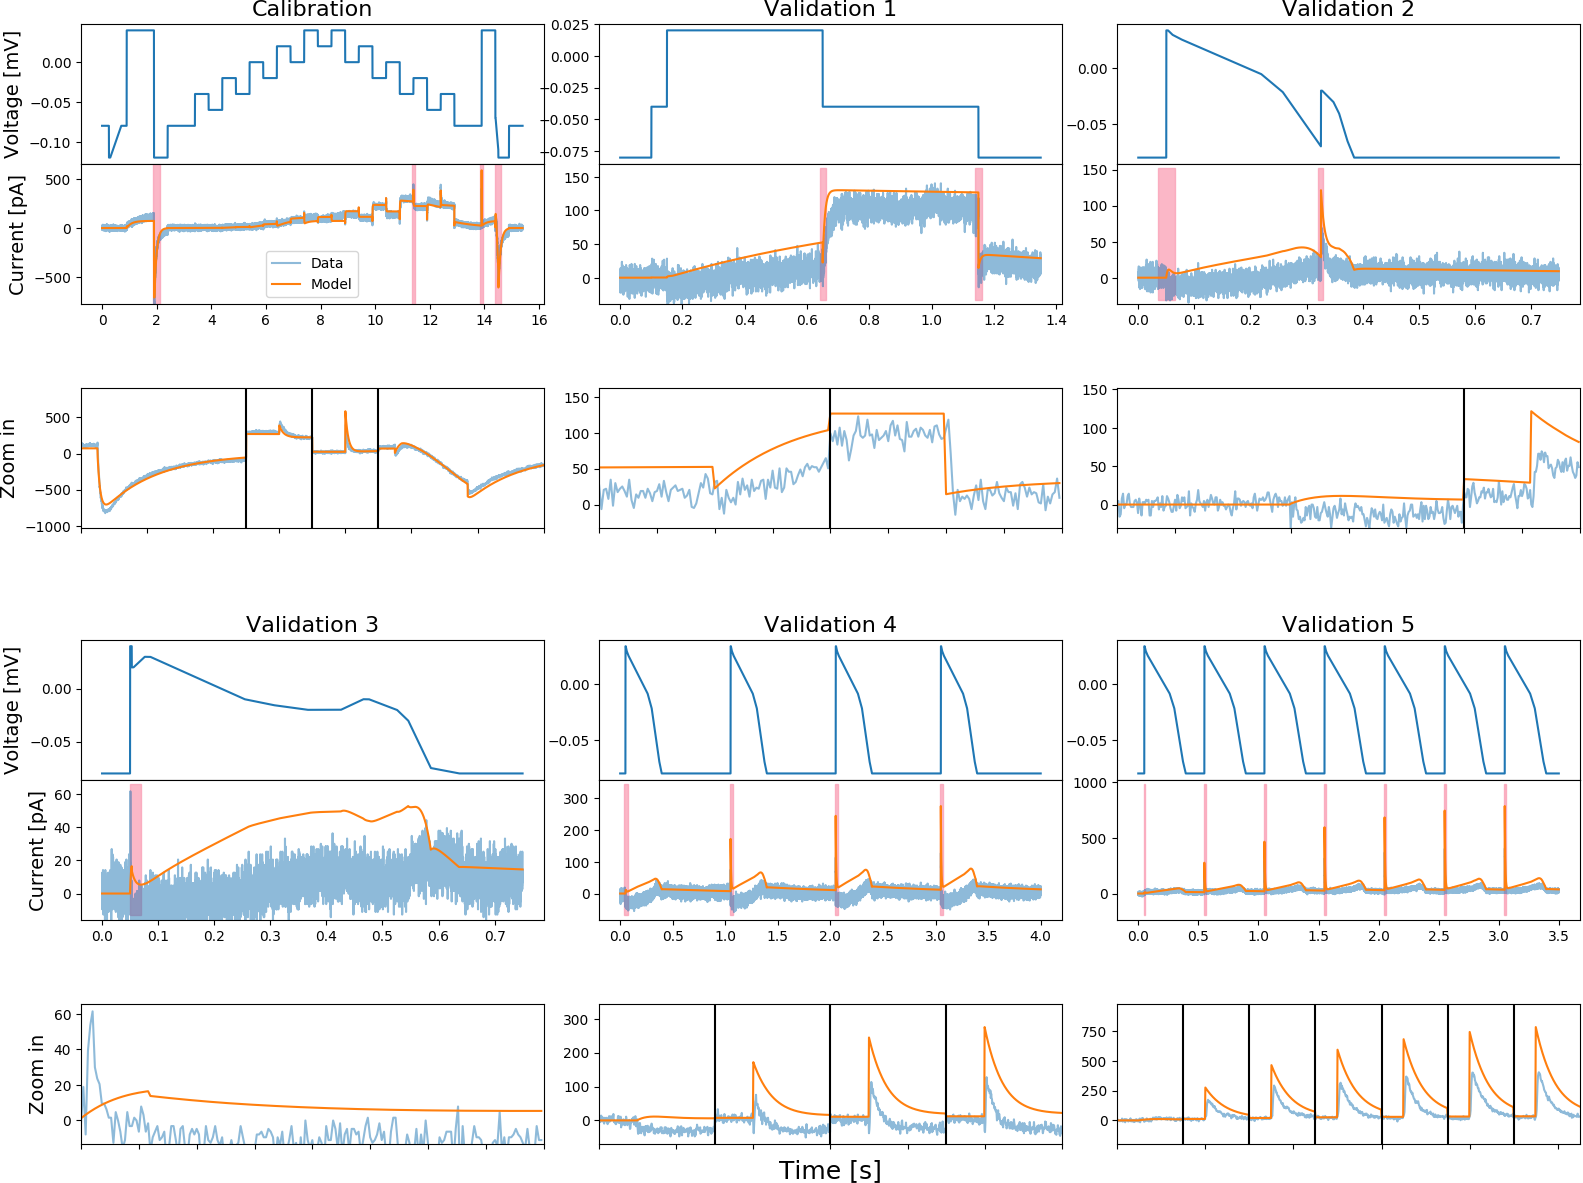 Calibration
Validation 1
Validation 2
Voltage [mV]
0.00
−0.05
−0.10
0.025
0.000
−0.025
−0.050
−0.075
0.00
−0.05
Current [pA]
500
0
−500
Data
Model
150
100
50
0
150
100
50
0
0 2 4 6 8 10 12 14 16
0.0 0.2 0.4 0.6 0.8 1.0 1.2 1.4
0.0 0.1 0.2 0.3 0.4 0.5 0.6 0.7
Zoom in
500
0
−500
−1000
150
100
50
0
150
100
50
0
Validation 3
Validation 4
Validation 5
Voltage [mV]
0.00
−0.05
0.00
−0.05
0.00
−0.05
Current [pA]
60
40
20
0
300
200
100
0
1000
500
0
0.0 0.1 0.2 0.3 0.4 0.5 0.6 0.7
0.0 0.5 1.0 1.5 2.0 2.5 3.0 3.5 4.0
0.0 0.5 1.0 1.5 2.0 2.5 3.0 3.5
Zoom in
60
40
20
0
300
200
100
0
750
500
250
0
Time [s]